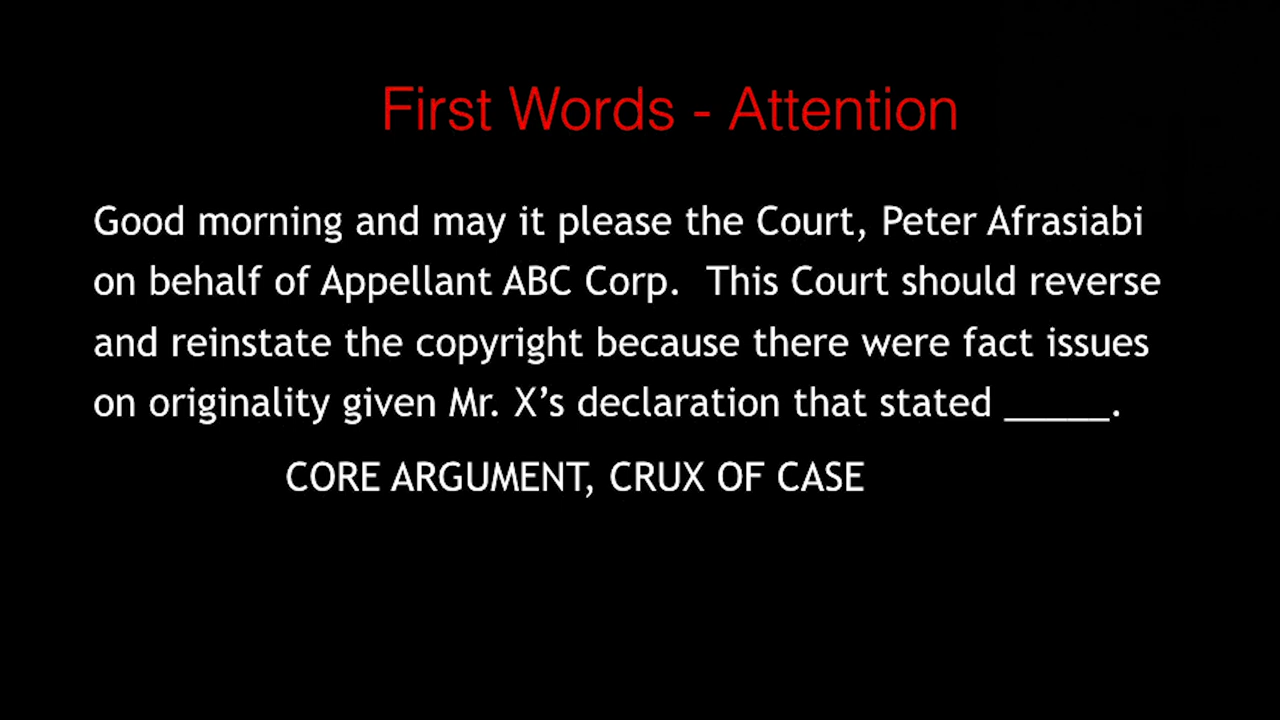 First Words - Attention
Good morning and may it please the Court, Peter Afrasiabi
on behalf of Appellant ABC Corp.  This Court should reverse
and reinstate the copyright because there were fact issues
on originality given Mr. X’s declaration that stated _____.
CORE ARGUMENT, CRUX OF CASE